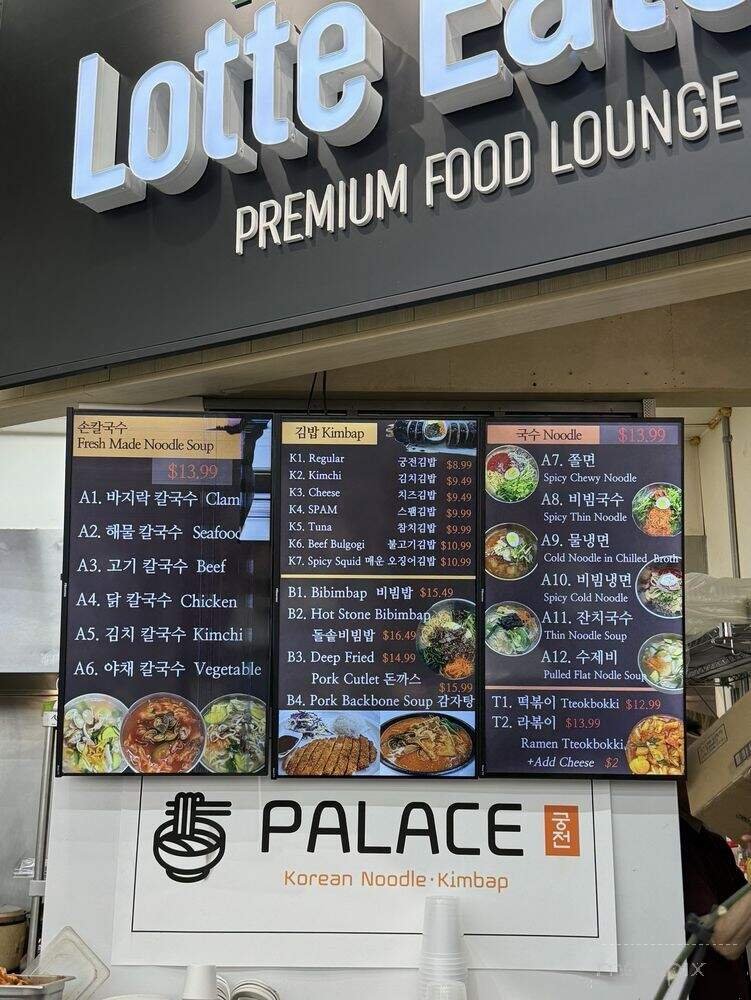 Lotte Eats
PREMIUM FOOD LOUNGE
손칼국수
Fresh Made Noodle Soup
$13.99
A1. 바지락 칼국수 Clam
A2. 해물 칼국수 Seafood
A3. 고기 칼국수 Beef
A4. 닭 칼국수 Chicken
A5. 김치 칼국수 Kimchi
A6. 야채 칼국수 Vegetable
김밥 Kimbap
K1. Regular 궁전김밥 $8.99
K2. Kimchi 김치김밥 $9.49
K3. Cheese 치즈김밥 $9.49
K4. SPAM 스팸김밥 $9.99
K5. Tuna 참치김밥 $9.99
K6. Beef Bulgogi 불고기김밥 $10.99
K7. Spicy Squid 매운 오징어김밥 $10.99
B1. Bibimbap 비빔밥 $15.49
B2. Hot Stone Bibimbap
돌솥비빔밥 $16.49
B3. Deep Fried $14.99
Pork Cutlet 돈까스
$15.99
B4. Pork Backbone Soup 감자탕
국수 Noodle $13.99
A7. 쫄면
Spicy Chewy Noodle
A8. 비빔국수
Spicy Thin Noodle
A9. 물냉면
Cold Noodle in Chilled Broth
A10. 비빔냉면
Spicy Cold Noodle
A11. 잔치국수
Thin Noodle Soup
A12. 수제비
Pulled Flat Nodle Soup
T1. 떡볶이 Tteokbokki $12.99
T2. 라볶이 $13.99
Ramen Tteokbokki
+Add Cheese $2
PALACE 궁전
Korean Noodle·Kimbap